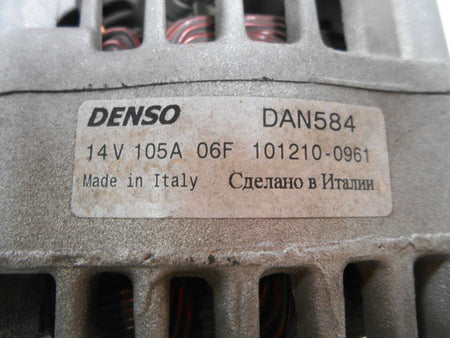 DENSO DAN584
14V 105A 06F 101210-0961
Made in Italy Сделано в Италии